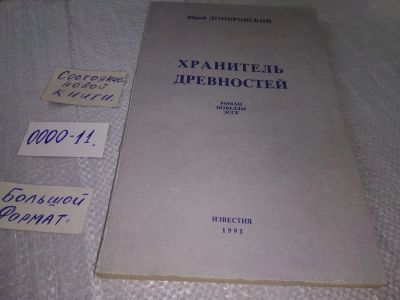 Юрий ДОМБРОВСКИЙ
ХРАНИТЕЛЬ
ДРЕВНОСТЕЙ
РОМАН
НОВЕЛЛЫ
ЭССЕ
ИЗВЕСТИЯ
1991
Состояние
новой
книги.
0000-11.
Большой
Формат.